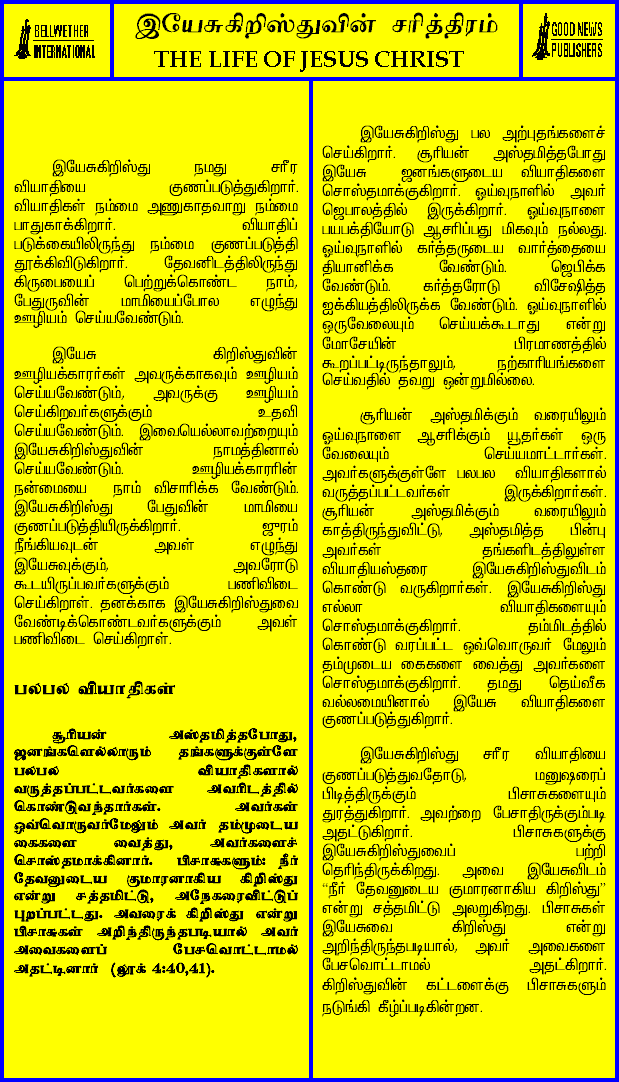 BELLWETHER
INTERNATIONAL
இயேசுகிறிஸ்துவின் சரித்திரம்
THE LIFE OF JESUS CHRIST
GOOD NEWS
PUBLISHERS
இயேசுகிறிஸ்து நமது சரீர
வியாதியை குணப்படுத்துகிறார்.
வியாதிகள் நம்மை அணுகாதவாறு நம்மை
பாதுகாக்கிறார். வியாதிப்
படுக்கையிலிருந்து நம்மை குணப்படுத்தி
தூக்கிவிடுகிறார். தேவனிடத்திலிருந்து
கிருபையைப் பெற்றுக்கொண்ட நாம்,
பேதுருவின் மாமியைப்போல எழுந்து
ஊழியம் செய்யவேண்டும்.
இயேசு கிறிஸ்துவின்
ஊழியக்காரர்கள் அவருக்காகவும் ஊழியம்
செய்யவேண்டும், அவருக்கு ஊழியம்
செய்கிறவர்களுக்கும் உதவி
செய்யவேண்டும். இவையெல்லாவற்றையும்
இயேசுகிறிஸ்துவின் நாமத்தினால்
செய்யவேண்டும். ஊழியக்காரரின்
நன்மையை நாம் விசாரிக்க வேண்டும்.
இயேசுகிறிஸ்து பேதுவின் மாமியை
குணப்படுத்தியிருக்கிறார். ஜுரம்
நீங்கியவுடன் அவள் எழுந்து
இயேசுவுக்கும், அவரோடு
கூடயிருப்பவர்களுக்கும் பணிவிடை
செய்கிறாள். தனக்காக இயேசுகிறிஸ்துவை
வேண்டிக்கொண்டவர்களுக்கும் அவள்
பணிவிடை செய்கிறாள்.
பல்பல வியாதிகள்
சூரியன் அஸ்தமித்தபோது,
ஜனங்களெல்லாரும் தங்களுக்குள்ளே
பல்பல வியாதிகளால்
வருத்தப்பட்டவர்களை அவரிடத்தில்
கொண்டுவந்தார்கள். அவர்கள்
ஒவ்வொருவர்மேலும் அவர் தம்முடைய
கைகளை வைத்து, அவர்களைச்
சொஸ்தமாக்கினார். பிசாசுகளும்: நீர்
தேவனுடைய குமாரனாகிய கிறிஸ்து
என்று சத்தமிட்டு, அநேகரைவிட்டுப்
புறப்பட்டது. அவரைக் கிறிஸ்து என்று
பிசாசுகள் அறிந்திருந்தபடியால் அவர்
அவைகளைப் பேசவொட்டாமல்
அதட்டினார் (லூக் 4:40,41).
இயேசுகிறிஸ்து பல அற்புதங்களைச்
செய்கிறார். சூரியன் அஸ்தமித்தபோது
இயேசு ஜனங்களுடைய வியாதிகளை
சொஸ்தமாக்குகிறார். ஓய்வுநாளில் அவர்
ஜெபாலத்தில் இருக்கிறார். ஓய்வுநாளை
பயபக்தியோடு ஆசரிப்பது மிகவும் நல்லது.
ஓய்வுநாளில் கர்த்தருடைய வார்த்தையை
தியானிக்க வேண்டும். ஜெபிக்க
வேண்டும். கர்த்தரோடு விசேஷித்த
ஐக்கியத்திலிருக்க வேண்டும். ஓய்வுநாளில்
ஒருவேலையும் செய்யக்கூடாது என்று
மோசேயின் பிரமாணத்தில்
கூறப்பட்டிருந்தாலும், நற்காரியங்களை
செய்வதில் தவறு ஒன்றுமில்லை.
சூரியன் அஸ்தமிக்கும் வரையிலும்
ஓய்வுநாளை ஆசரிக்கும் யூதர்கள் ஒரு
வேலையும் செய்யமாட்டார்கள்.
அவர்களுக்குள்ளே பலபல வியாதிகளால்
வருத்தப்பட்டவர்கள் இருக்கிறார்கள்.
சூரியன் அஸ்தமிக்கும் வரையிலும்
காத்திருந்துவிட்டு, அஸ்தமித்த பின்பு
அவர்கள் தங்களிடத்திலுள்ள
வியாதியஸ்தரை இயேசுகிறிஸ்துவிடம்
கொண்டு வருகிறார்கள். இயேசுகிறிஸ்து
எல்லா வியாதிகளையும்
சொஸ்தமாக்குகிறார். தம்மிடத்தில்
கொண்டு வரப்பட்ட ஒவ்வொருவர் மேலும்
தம்முடைய கைகளை வைத்து அவர்களை
சொஸ்தமாக்குகிறார். தமது தெய்வீக
வல்லமையினால் இயேசு வியாதிகளை
குணப்படுத்துகிறார்.
இயேசுகிறிஸ்து சரீர வியாதியை
குணப்படுத்துவதோடு, மனுஷரைப்
பிடித்திருக்கும் பிசாசுகளையும்
துரத்துகிறார். அவற்றை பேசாதிருக்கும்படி
அதட்டுகிறார். பிசாசுகளுக்கு
இயேசுகிறிஸ்துவைப் பற்றி
தெரிந்திருக்கிறது. அவை இயேசுவிடம்
“நீர் தேவனுடைய குமாரனாகிய கிறிஸ்து”
என்று சத்தமிட்டு அலறுகிறது. பிசாசுகள்
இயேசுவை கிறிஸ்து என்று
அறிந்திருந்தபடியால், அவர் அவைகளை
பேசவொட்டாமல் அதட்கிறார்.
கிறிஸ்துவின் கட்டளைக்கு பிசாசுகளும்
நடுங்கி கீழ்ப்படிகின்றன.